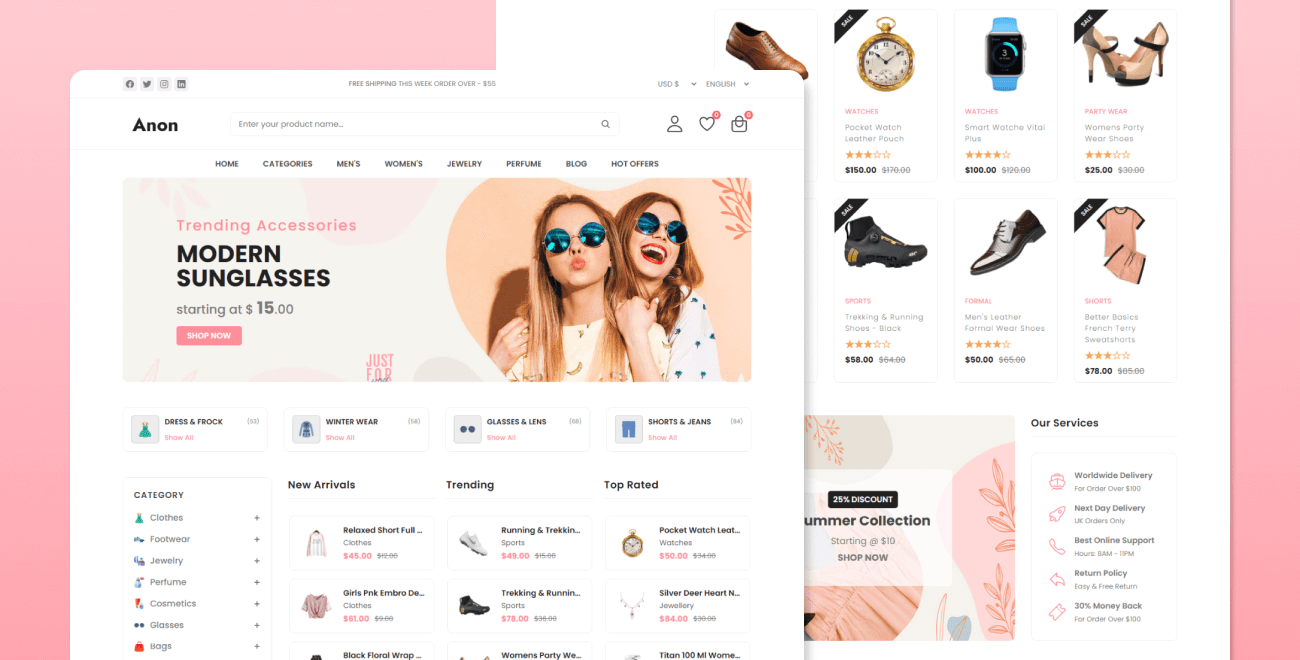 FREE SHIPPING THIS WEEK ORDER OVER - $55
USD $
ENGLISH
Anon
Enter your product name...
0
0
HOME
CATEGORIES
MEN'S
WOMEN'S
JEWELRY
PERFUME
BLOG
HOT OFFERS
Trending Accessories
MODERN
SUNGLASSES
starting at $ 15.00
SHOP NOW
JUST
FOR
DRESS & FROCK
(53)
Show All
WINTER WEAR
(58)
Show All
GLASSES & LENS
(68)
Show All
SHORTS & JEANS
(84)
Show All
CATEGORY
Clothes +
Footwear +
Jewelry +
Perfume +
Cosmetics +
Glasses +
Bags +
New Arrivals
Relaxed Short Full ...
Clothes
$45.00 $12.00
Girls Pnk Embro De...
Clothes
$61.00 $9.00
Black Floral Wrap ...
Trending
Running & Trekkin...
Sports
$49.00 $15.00
Trekking & Runnin...
Sports
$78.00 $36.00
Womens Party We...
Top Rated
Pocket Watch Leat...
Watches
$50.00 $34.00
Silver Deer Heart N...
Jewellery
$84.00 $30.00
Titan 100 Ml Wome...
SALE
WATCHES
Pocket Watch
Leather Pouch
$150.00 $170.00
WATCHES
Smart Watche Vital
Plus
$100.00 $120.00
SALE
PARTY WEAR
Womens Party
Wear Shoes
$25.00 $30.00
SALE
SPORTS
Trekking & Running
Shoes - Black
$58.00 $64.00
FORMAL
Men's Leather
Formal Wear Shoes
$50.00 $65.00
SALE
SHORTS
Better Basics
French Terry
Sweatshorts
$78.00 $85.00
25% DISCOUNT
ummer Collection
Starting @ $10
SHOP NOW
Our Services
Worldwide Delivery
For Order Over $100
Next Day Delivery
UK Orders Only
Best Online Support
Hours: 8AM - 11PM
Return Policy
Easy & Free Return
30% Money Back
For Order Over $100